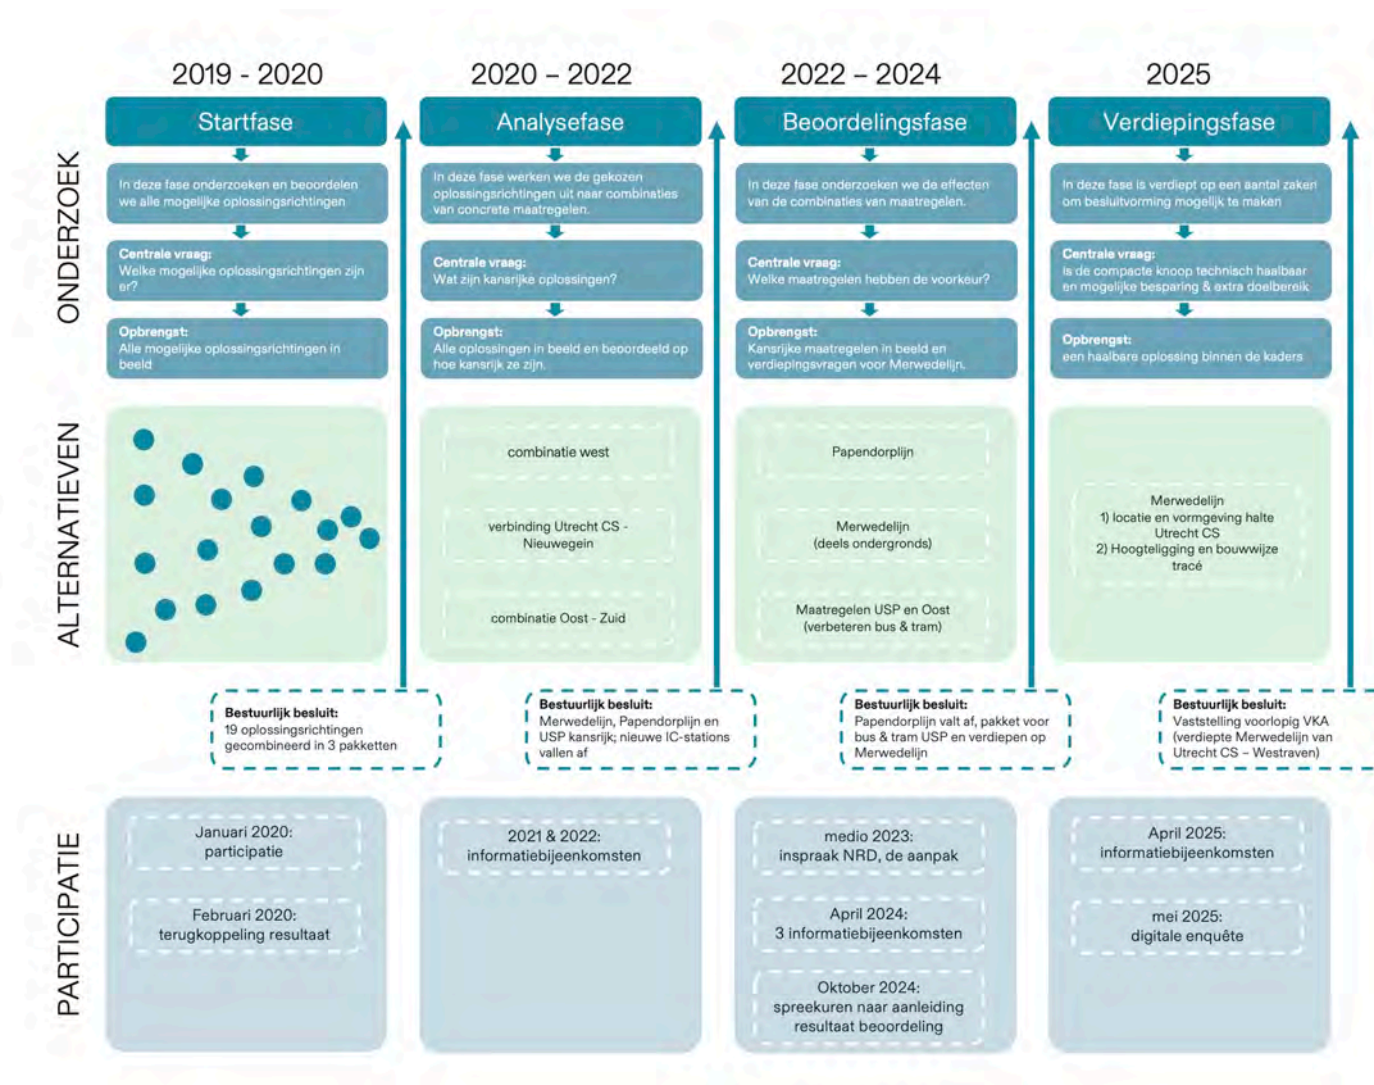 2019 - 2020
2020 – 2022
2022 – 2024
2025
ONDERZOEK
Startfase
Analysefase
Beoordelingsfase
Verdiepingsfase
In deze fase onderzoeken en beoordelen
we alle mogelijke oplossingsrichtingen
In deze fase werken we de gekozen
oplossingsrichtingen uit naar combinaties
van concrete maatregelen.
In deze fase onderzoeken we de effecten
van de combinaties van maatregelen.
In deze fase is verdiept op een aantal zaken
om besluitvorming mogelijk te maken
Centrale vraag:
Welke mogelijke oplossingsrichtingen zijn
er?
Centrale vraag:
Wat zijn kansrijke oplossingen?
Centrale vraag:
Welke maatregelen hebben de voorkeur?
Centrale vraag:
Is de compacte knoop technisch haalbaar
en mogelijke besparing & extra doelbereik
Opbrengst:
Alle mogelijke oplossingsrichtingen in
beeld
Opbrengst:
Alle oplossingen in beeld en beoordeeld op
hoe kansrijk ze zijn.
Opbrengst:
Kansrijke maatregelen in beeld en
verdiepingsvragen voor Merwedelijn.
Opbrengst:
een haalbare oplossing binnen de kaders
ALTERNATIEVEN
combinatie west
verbinding Utrecht CS -
Nieuwegein
combinatie Oost - Zuid
Papendorplijn
Merwedelijn
(deels ondergronds)
Maatregelen USP en Oost
(verbeteren bus & tram)
Merwedelijn
1) locatie en vormgeving halte
Utrecht CS
2) Hoogteligging en bouwwijze
tracé
Bestuurlijk besluit:
19 oplossingsrichtingen
gecombineerd in 3 pakketten
Bestuurlijk besluit:
Merwedelijn, Papendorplijn en
USP kansrijk; nieuwe IC-stations
vallen af
Bestuurlijk besluit:
Papendorplijn valt af, pakket voor
bus & tram USP en verdiepen op
Merwedelijn
Bestuurlijk besluit:
Vaststelling voorlopig VKA
(verdiepte Merwedelijn van
Utrecht CS – Westraven)
PARTICIPATIE
Januari 2020:
participatie
Februari 2020:
terugkoppeling resultaat
2021 & 2022:
informatiebijeenkomsten
medio 2023:
inspraak NRD, de aanpak
April 2024:
3 informatiebijeenkomsten
Oktober 2024:
spreekuren naar aanleiding
resultaat beoordeling
April 2025:
informatiebijeenkomsten
mei 2025:
digitale enquête